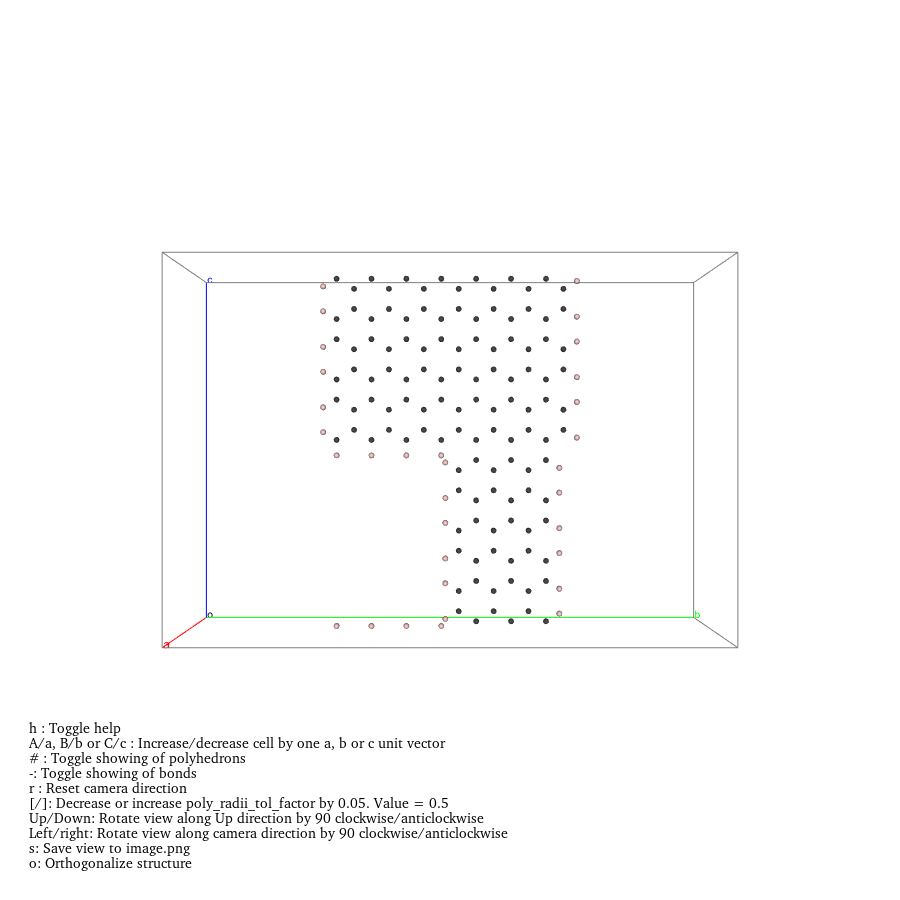 c
o
b
a
h : Toggle help
A/a, B/b or C/c : Increase/decrease cell by one a, b or c unit vector
# : Toggle showing of polyhedrons
-: Toggle showing of bonds
r : Reset camera direction
[/]: Decrease or increase poly_radii_tol_factor by 0.05. Value = 0.5
Up/Down: Rotate view along Up direction by 90 clockwise/anticlockwise
Left/right: Rotate view along camera direction by 90 clockwise/anticlockwise
s: Save view to image.png
o: Orthogonalize structure